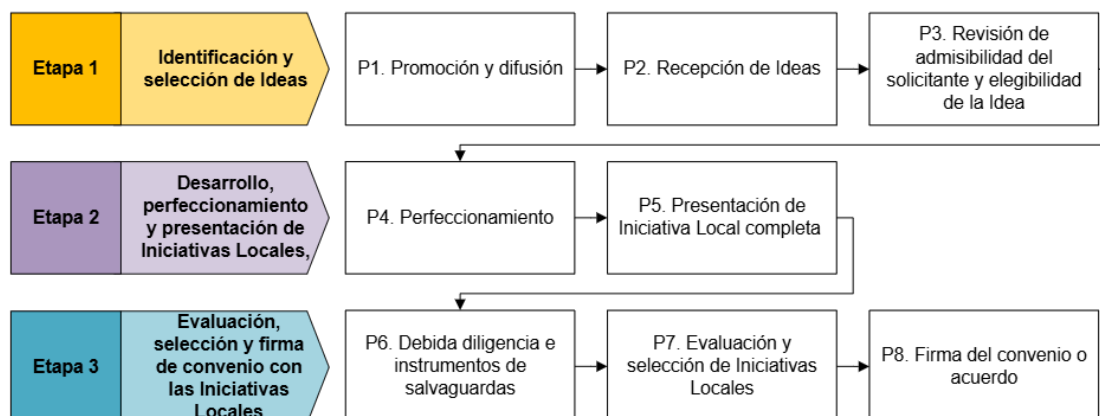 Etapa 1
Identificación y
selección de Ideas
P1. Promoción y difusión
P2. Recepción de Ideas
P3. Revisión de
admisibilidad del
solicitante y elegibilidad
de la Idea
Etapa 2
Desarrollo,
perfeccionamiento
y presentación de
Iniciativas Locales,
P4. Perfeccionamiento
P5. Presentación de
Iniciativa Local completa
Etapa 3
Evaluación,
selección y firma
de convenio con
las Iniciativas
Locales
P6. Debida diligencia e
instrumentos de
salvaguardas
P7. Evaluación y
selección de Iniciativas
Locales
P8. Firma del convenio o
acuerdo